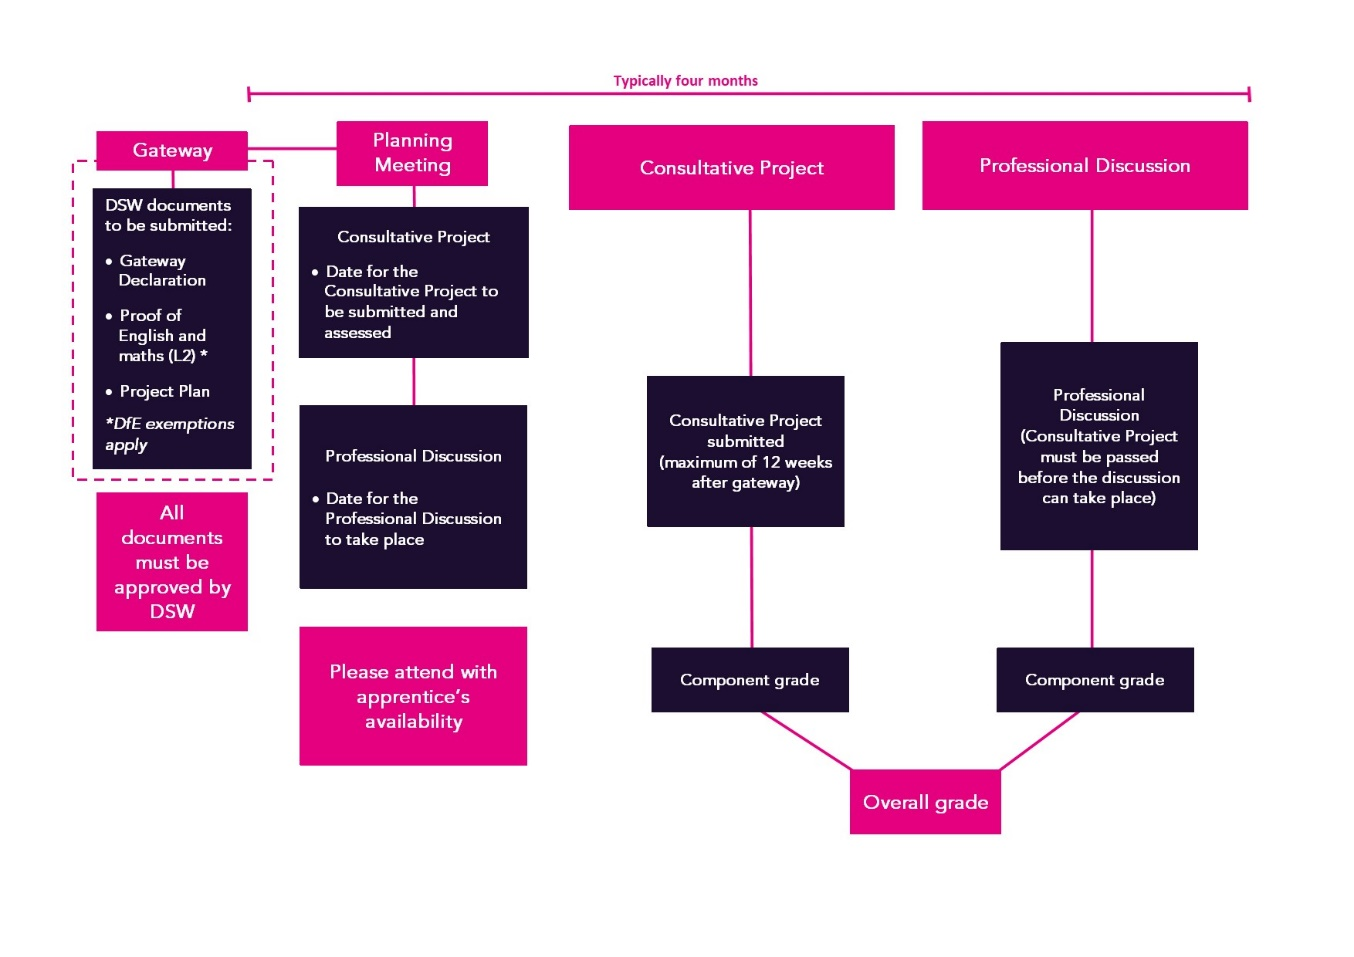 Typically four months
Gateway
DSW documents
to be submitted:
• Gateway
Declaration
• Proof of
English and
maths (L2) *
• Project Plan
*DfE exemptions
apply
All
documents
must be
approved by
DSW
Planning
Meeting
Consultative Project
• Date for the
Consultative Project to
be submitted and
assessed
Professional Discussion
• Date for the
Professional Discussion
to take place
Please attend with
apprentice's
availability
Consultative Project
Consultative Project
submitted
(maximum of 12 weeks
after gateway)
Component grade
Professional Discussion
Professional
Discussion
(Consultative Project
must be passed
before the discussion
can take place)
Component grade
Overall grade